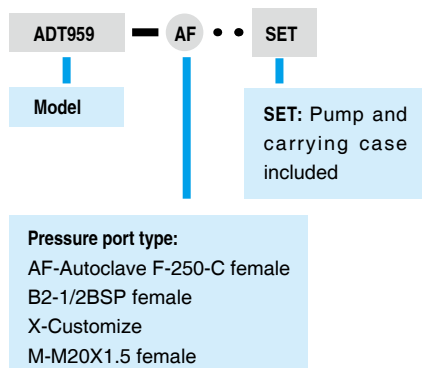 ADT959 — AF • • SET
Model
SET: Pump and
carrying case
included
Pressure port type:
AF-Autoclave F-250-C female
B2-1/2BSP female
X-Customize
M-M20X1.5 female